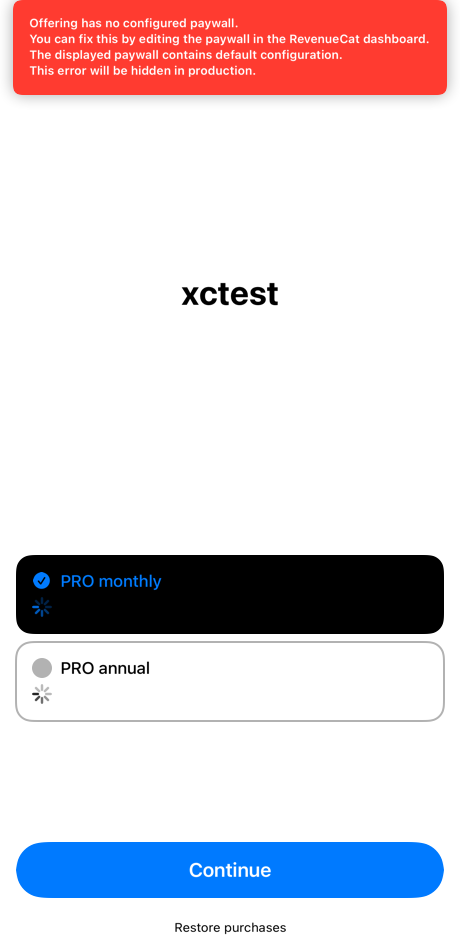 Offering has no configured paywall.
You can fix this by editing the paywall in the RevenueCat dashboard.
The displayed paywall contains default configuration.
This error will be hidden in production.
xctest
PRO monthly
PRO annual
Continue
Restore purchases